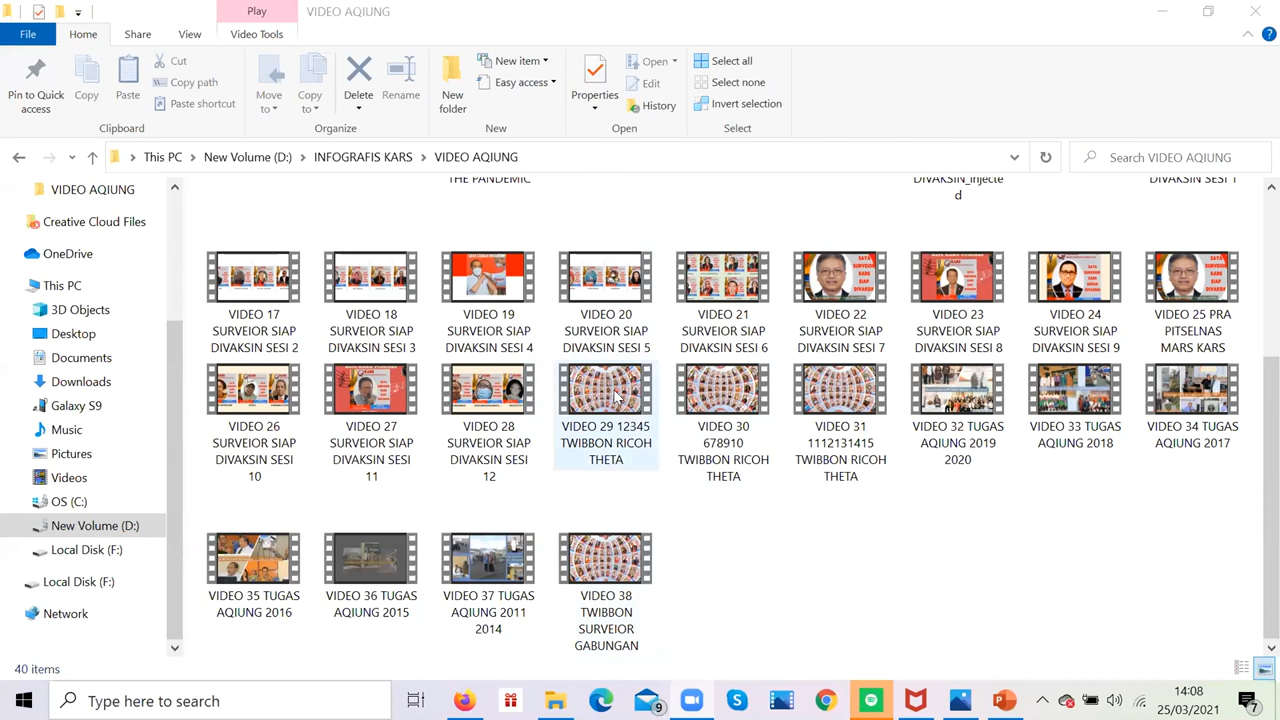 Play
VIDEO AQIUNG
File
Home
Share
View
Video Tools
Pin to Quick access
Copy
Paste
Cut
Copy path
Paste shortcut
Clipboard
Move to
Copy to
Delete
Rename
Organize
New folder
New item
Easy access
New
Properties
Open
Edit
History
Open
Select all
Select none
Invert selection
Select
This PC
New Volume (D:)
INFOGRAFIS KARS
VIDEO AQIUNG
Search VIDEO AQIUNG
VIDEO AQIUNG
Creative Cloud Files
OneDrive
This PC
3D Objects
Desktop
Documents
Downloads
Galaxy S9
Music
Pictures
Videos
OS (C:)
New Volume (D:)
Local Disk (F:)
Local Disk (F:)
Network
THE PANDEMIC
DIVAKSIN_injecte
d
DIVAKSIN SESI 1
VIDEO 17
SURVEIOR SIAP
DIVAKSIN SESI 2
VIDEO 18
SURVEIOR SIAP
DIVAKSIN SESI 3
VIDEO 19
SURVEIOR SIAP
DIVAKSIN SESI 4
VIDEO 20
SURVEIOR SIAP
DIVAKSIN SESI 5
VIDEO 21
SURVEIOR SIAP
DIVAKSIN SESI 6
VIDEO 22
SURVEIOR SIAP
DIVAKSIN SESI 7
VIDEO 23
SURVEIOR SIAP
DIVAKSIN SESI 8
VIDEO 24
SURVEIOR SIAP
DIVAKSIN SESI 9
VIDEO 25 PRA
PITSELNAS
MARS KARS
VIDEO 26
SURVEIOR SIAP
DIVAKSIN SESI
10
VIDEO 27
SURVEIOR SIAP
DIVAKSIN SESI
11
VIDEO 28
SURVEIOR SIAP
DIVAKSIN SESI
12
VIDEO 29 12345
TWIBBON RICOH
THETA
VIDEO 30
678910
TWIBBON RICOH
THETA
VIDEO 31
1112131415
TWIBBON RICOH
THETA
VIDEO 32 TUGAS
AQIUNG 2019
2020
VIDEO 33 TUGAS
AQIUNG 2018
VIDEO 34 TUGAS
AQIUNG 2017
VIDEO 35 TUGAS
AQIUNG 2016
VIDEO 36 TUGAS
AQIUNG 2015
VIDEO 37 TUGAS
AQIUNG 2011
2014
VIDEO 38
TWIBBON
SURVEIOR
GABUNGAN
40 items
Type here to search
9
14:08
25/03/2021
7